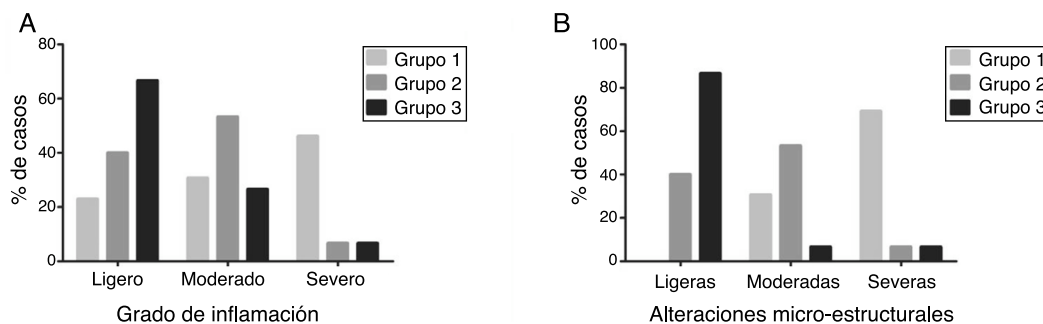 A
80
60
40
20
0
% de casos
Grupo 1
Grupo 2
Grupo 3
Ligero Moderado Severo
Grado de inflamación
B
100
80
60
40
20
0
% de casos
Grupo 1
Grupo 2
Grupo 3
Ligeras Moderadas Severas
Alteraciones micro-estructurales